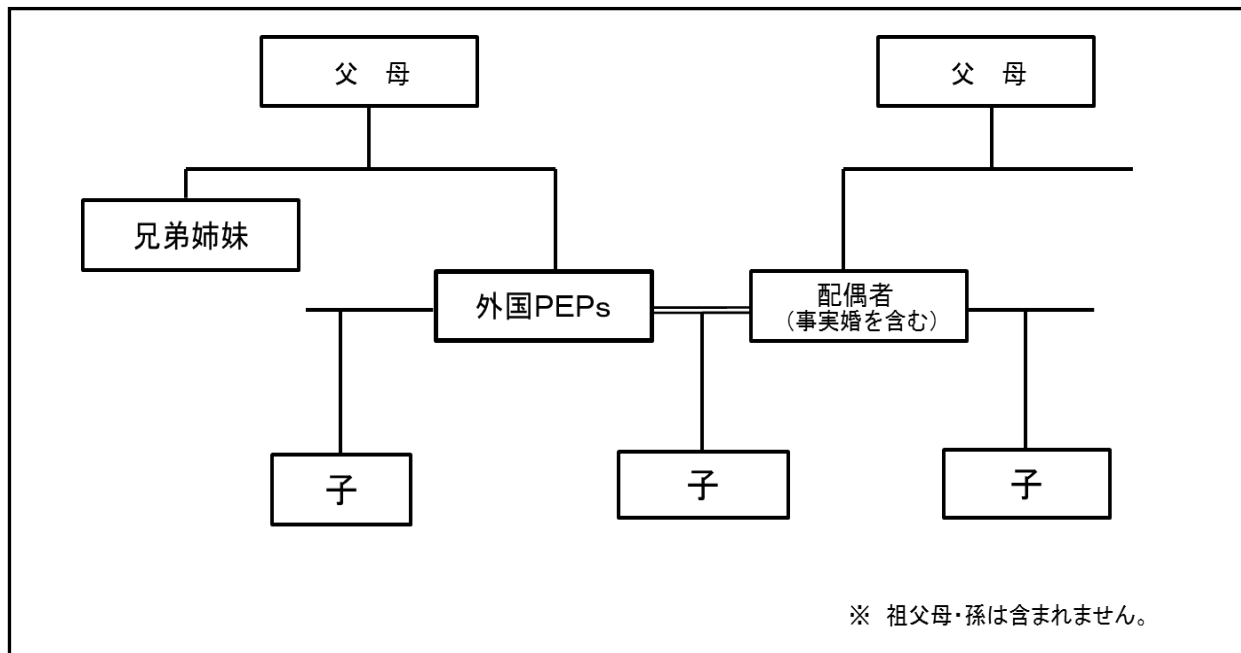 父　母
父　母
兄弟姉妹
外国PEPs
配偶者
（事実婚を含む）
子
子
子
※　祖父母・孫は含まれません。